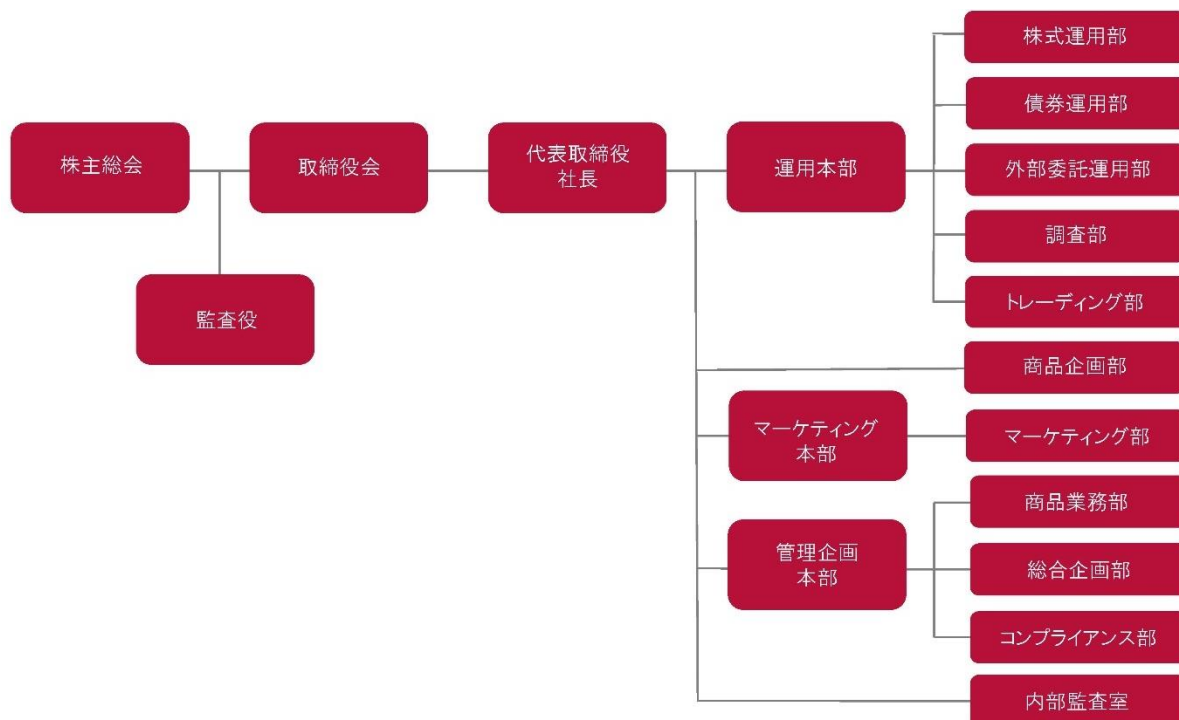 株主総会
取締役会
代表取締役
社長
監査役
運用本部
株式運用部
債券運用部
外部委託運用部
調査部
トレーディング部
商品企画部
マーケティング
本部
マーケティング部
管理企画
本部
商品業務部
総合企画部
コンプライアンス部
内部監査室